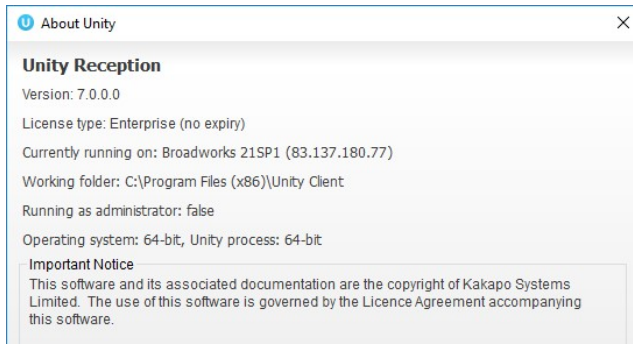 About Unity
Unity Reception
Version: 7.0.0.0
License type: Enterprise (no expiry)
Currently running on: Broadworks 21SP1 (83.137.180.77)
Working folder: C:\Program Files (x86)\Unity Client
Running as administrator: false
Operating system: 64-bit, Unity process: 64-bit
Important Notice
This software and its associated documentation are the copyright of Kakapo Systems
Limited. The use of this software is governed by the Licence Agreement accompanying
this software.